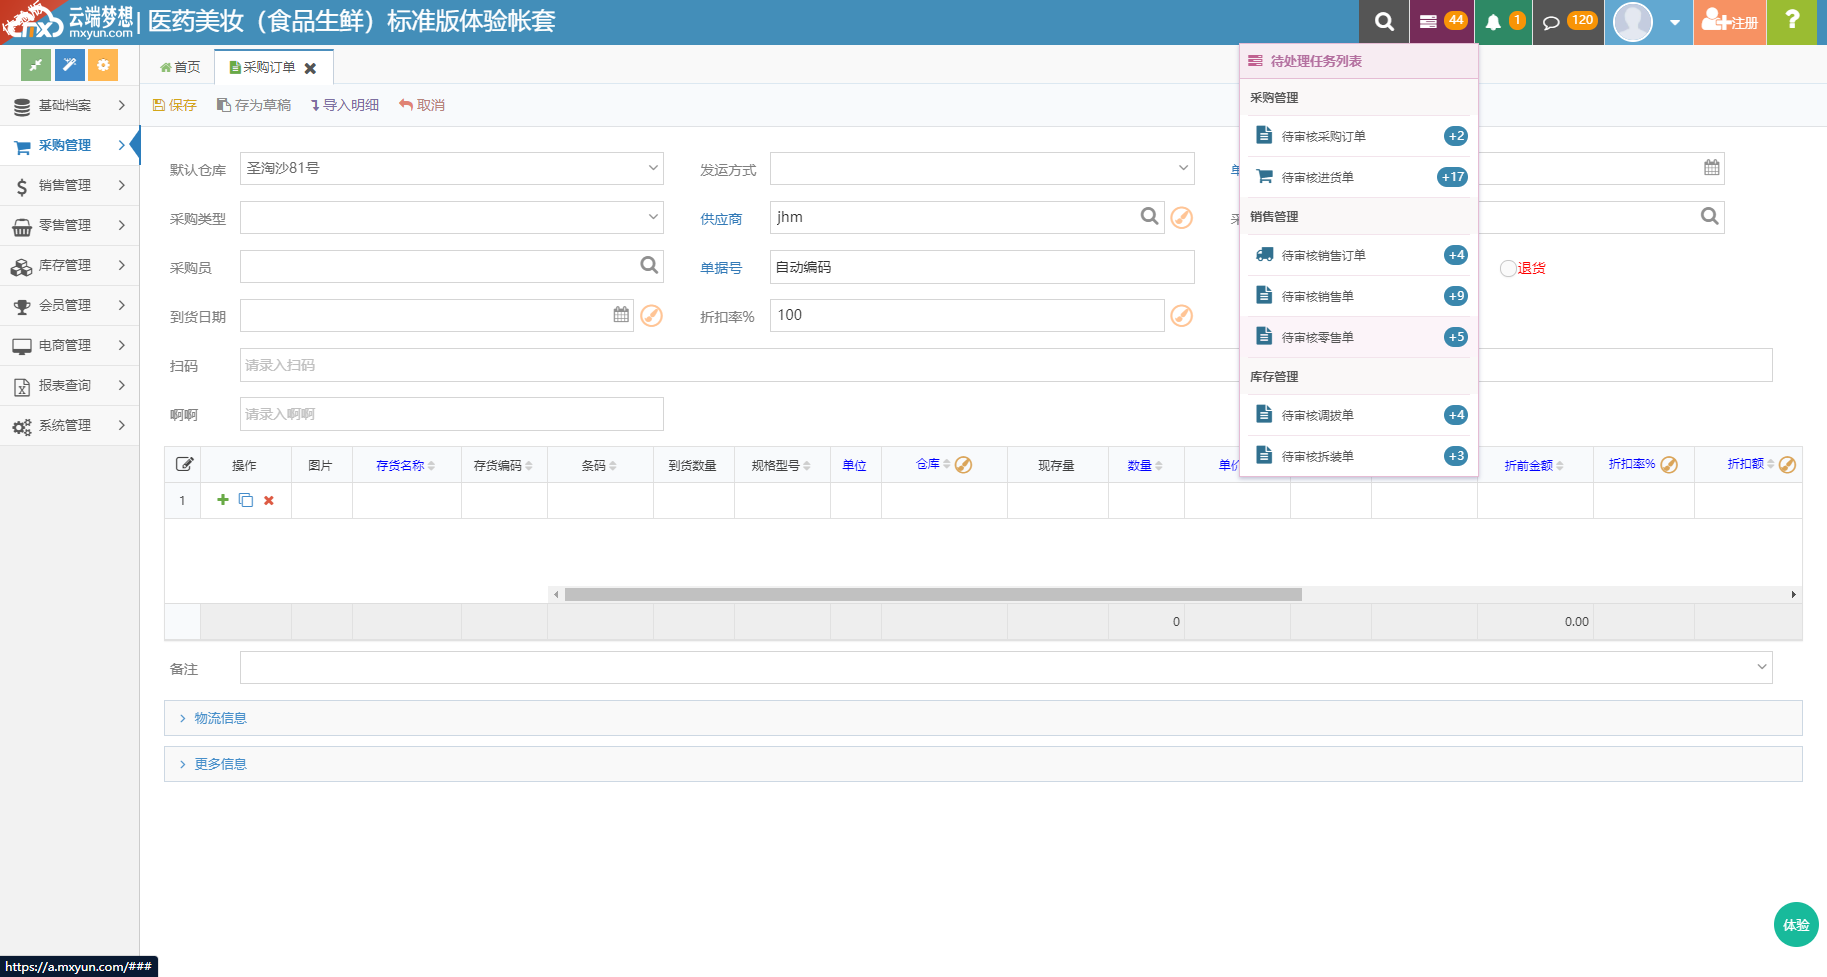 云端梦想
mxyun.com
医药美妆（食品生鲜）标准版体验帐套
44
1
120
注册
?
首页
采购订单
保存
存为草稿
导入明细
取消
基础档案
采购管理
销售管理
零售管理
库存管理
会员管理
电商管理
报表查询
系统管理
待处理任务列表
采购管理
待审核采购订单
+2
待审核进货单
+17
销售管理
待审核销售订单
+4
待审核销售单
+9
待审核零售单
+5
库存管理
待审核调拔单
+4
待审核拆装单
+3
默认仓库
圣淘沙81号
发运方式
采购类型
供应商
jhm
采购员
单据号
自动编码
退货
到货日期
折扣率%
100
扫码
请录入扫码
啊啊
请录入啊啊
操作
图片
存货名称
存货编码
条码
到货数量
规格型号
单位
仓库
现存量
数量
单价
折前金额
折扣率%
折扣额
1
0
0.00
备注
物流信息
更多信息
体验
https://a.mxyun.com/###